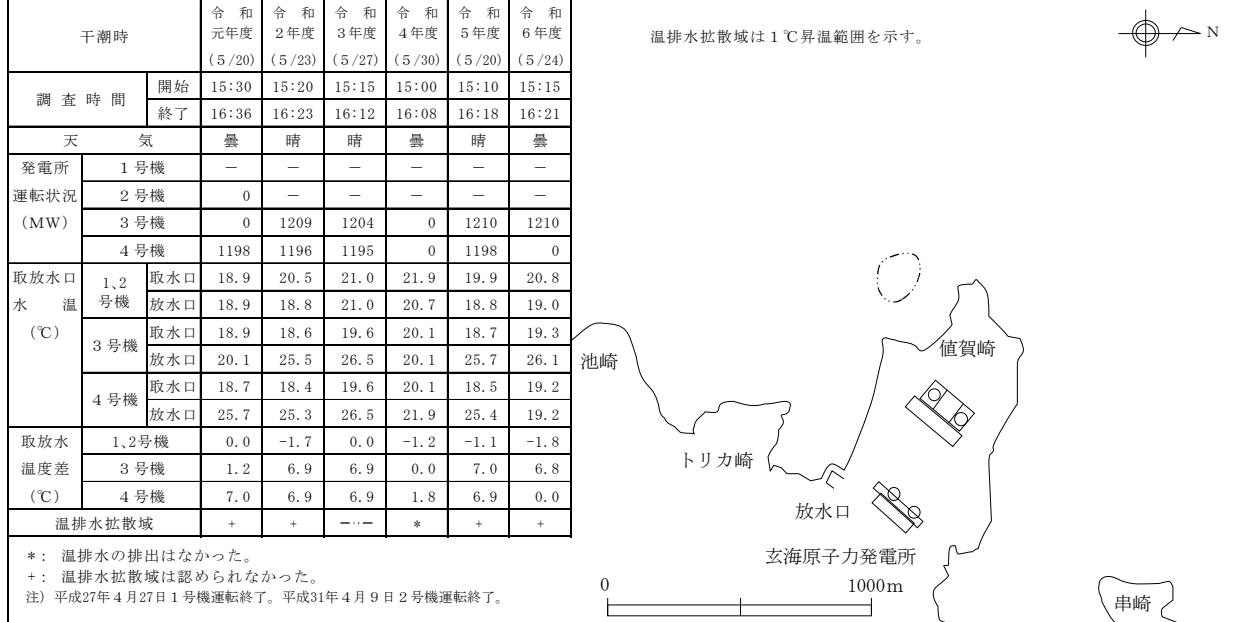 干潮時 令和元年度(5/20) 令和2年度(5/23) 令和3年度(5/27) 令和4年度(5/30) 令和5年度(5/20) 令和6年度(5/24)
調査時間 開始 15:30 15:20 15:15 15:00 15:10 15:15
終了 16:36 16:23 16:12 16:08 16:18 16:21
天気 曇 晴 晴 曇 晴 曇
発電所運転状況(MW) 1号機 － － － － － －
2号機 0 － － － － －
3号機 0 1209 1204 0 1210 1210
4号機 1198 1196 1195 0 1198 0
取放水口水温(℃) 1、2号機 取水口 18.9 20.5 21.0 21.9 19.9 20.8
放水口 18.9 18.8 21.0 20.7 18.8 19.0
3号機 取水口 18.9 18.6 19.6 20.1 18.7 19.3
放水口 20.1 25.5 26.5 20.1 25.7 26.1
4号機 取水口 18.7 18.4 19.6 20.1 18.5 19.2
放水口 25.7 25.3 26.5 21.9 25.4 19.2
取放水温度差(℃) 1、2号機 0.0 -1.7 0.0 -1.2 -1.1 -1.8
3号機 1.2 6.9 6.9 0.0 7.0 6.8
4号機 7.0 6.9 6.9 1.8 6.9 0.0
温排水拡散域 + + －‥－ * + +
*： 温排水の排出はなかった。
+： 温排水拡散域は認められなかった。
注）平成27年4月27日1号機運転終了。平成31年4月9日2号機運転終了。
温排水拡散域は1℃昇温範囲を示す。
N
値賀崎
池崎
トリカ崎
放水口
玄海原子力発電所
0 1000m
串崎